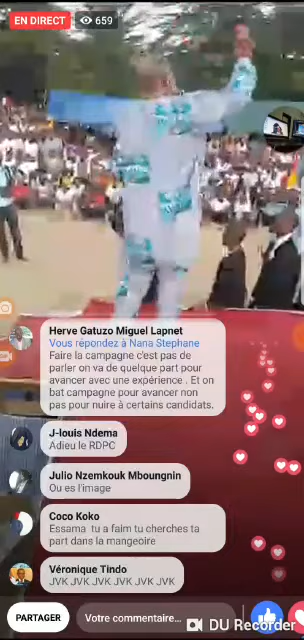 EN DIRECT
659
Herve Gatuzo Miguel Lapnet
Vous répondez à Nana Stephane
Faire la campagne c'est pas de
parler on va de quelque part pour
avancer avec une expérience . Et on
bat campagne pour avancer non
pas pour nuire à certains candidats.
J-louis Ndema
Adieu le RDPC
Julio Nzemkouk Mboungnin
Ou es l'image
Coco Koko
Essama tu a faim tu cherches ta
part dans la mangeoire
Véronique Tindo
JVK JVK JVK JVK JVK JVK
PARTAGER
Votre commentaire...
DU Recorder